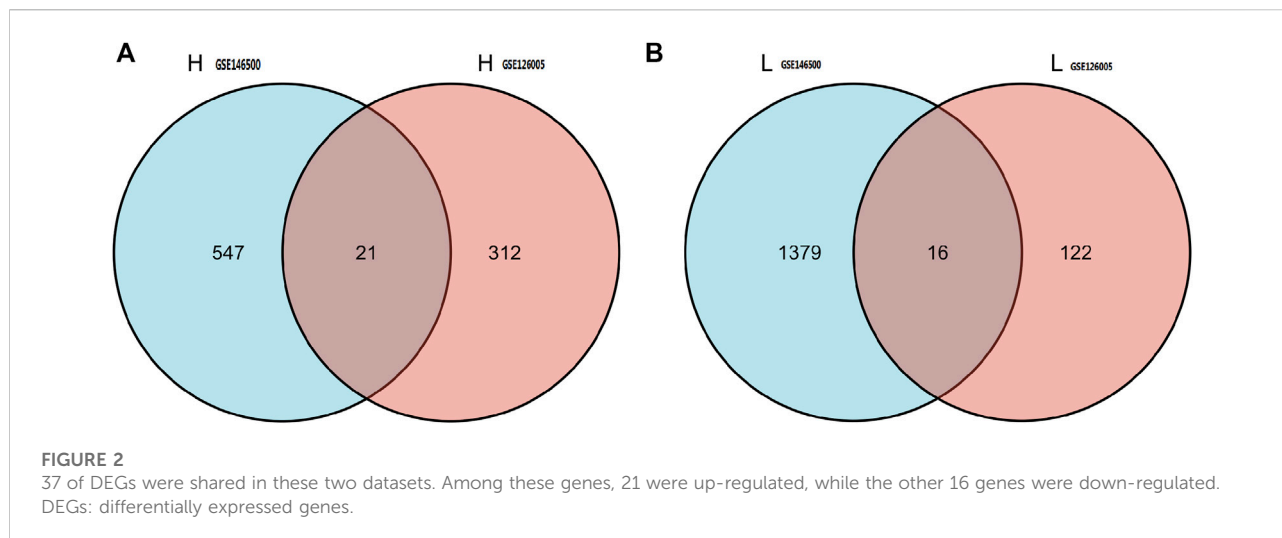 A
H GSE146500
H GSE126005
547
21
312
B
L GSE146500
L GSE126005
1379
16
122
FIGURE 2
37 of DEGs were shared in these two datasets. Among these genes, 21 were up-regulated, while the other 16 genes were down-regulated.
DEGs: differentially expressed genes.